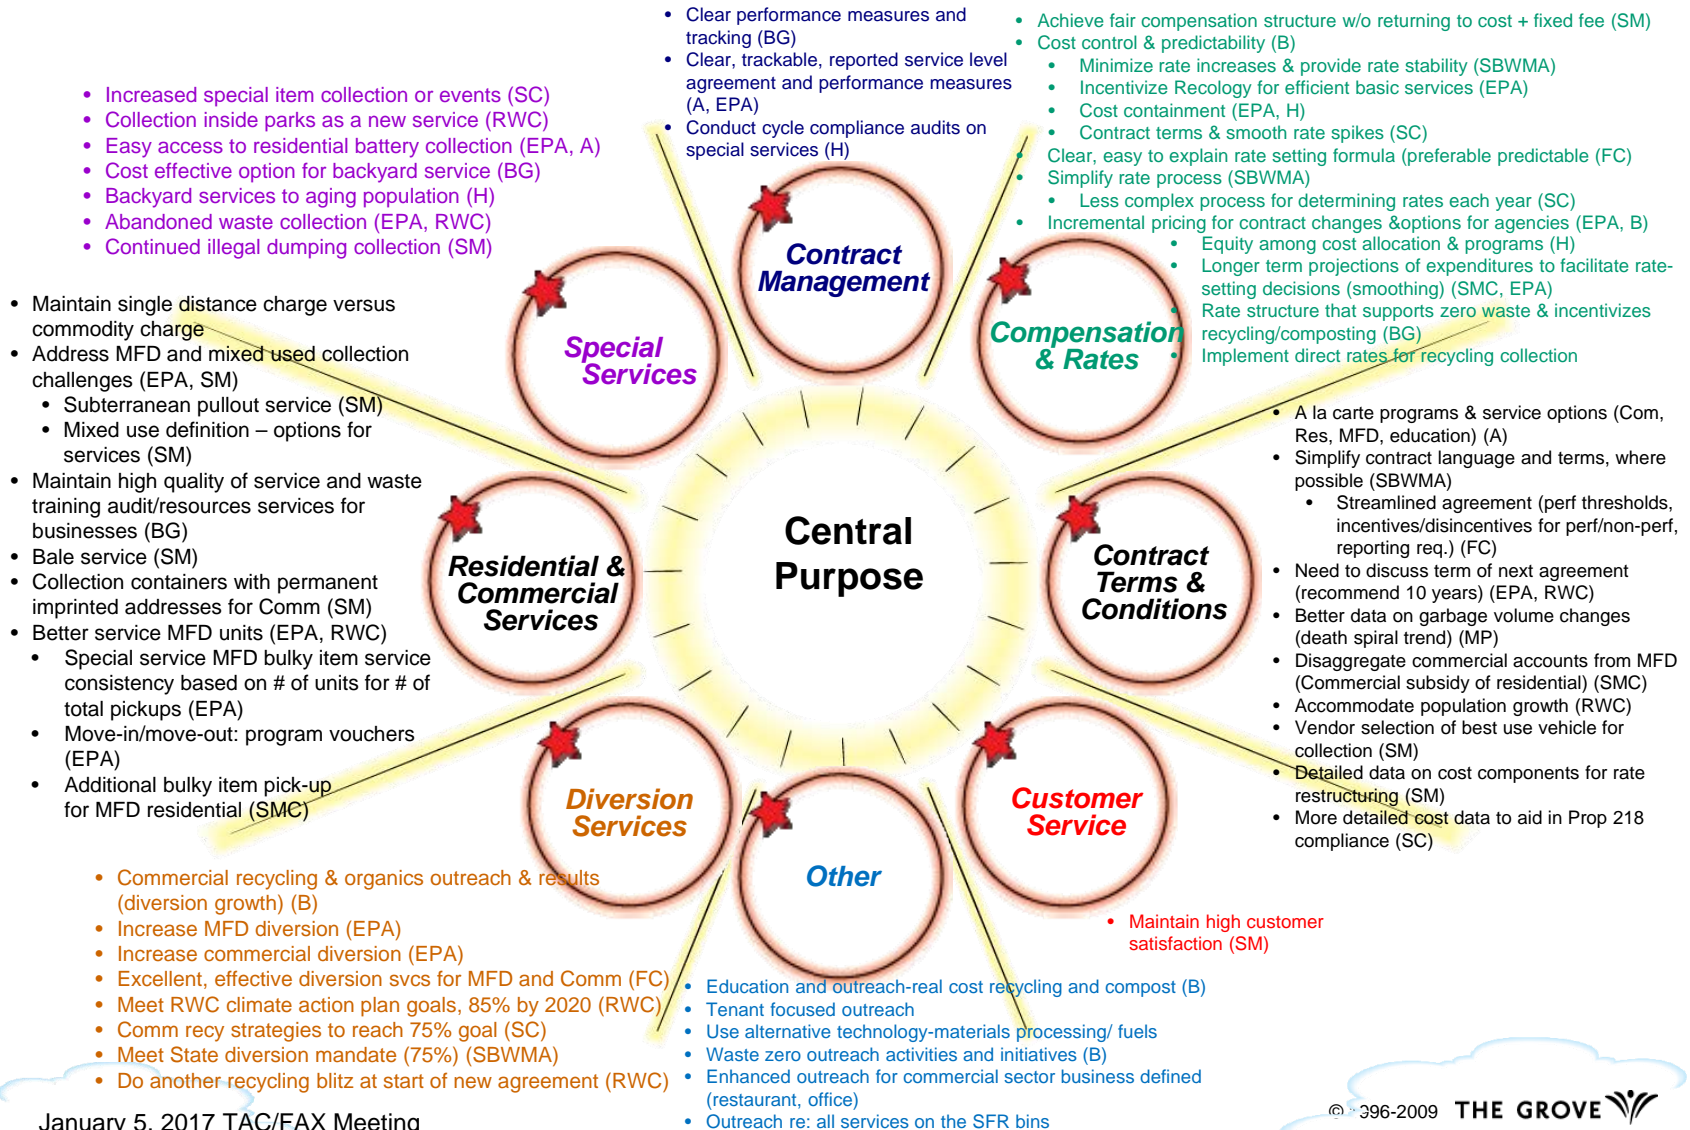 • Clear performance measures and
tracking (BG)
• Clear, trackable, reported service level
agreement and performance measures
(A, EPA)
• Conduct cycle compliance audits on
special services (H)
• Achieve fair compensation structure w/o returning to cost + fixed fee (SM)
• Cost control & predictability (B)
• Minimize rate increases & provide rate stability (SBWMA)
• Incentivize Recology for efficient basic services (EPA)
• Cost containment (EPA, H)
• Contract terms & smooth rate spikes (SC)
• Clear, easy to explain rate setting formula (preferable predictable (FC)
• Simplify rate process (SBWMA)
• Less complex process for determining rates each year (SC)
• Incremental pricing for contract changes &options for agencies (EPA, B)
• Equity among cost allocation & programs (H)
• Longer term projections of expenditures to facilitate rate-
setting decisions (smoothing) (SMC, EPA)
• Rate structure that supports zero waste & incentivizes
recycling/composting (BG)
• Implement direct rates for recycling collection
• Increased special item collection or events (SC)
• Collection inside parks as a new service (RWC)
• Easy access to residential battery collection (EPA, A)
• Cost effective option for backyard service (BG)
• Backyard services to aging population (H)
• Abandoned waste collection (EPA, RWC)
• Continued illegal dumping collection (SM)
Contract
Management
Special
Services
Compensation
& Rates
• Maintain single distance charge versus
commodity charge
• Address MFD and mixed used collection
challenges (EPA, SM)
• Subterranean pullout service (SM)
• Mixed use definition – options for
services (SM)
• Maintain high quality of service and waste
training audit/resources services for
businesses (BG)
• Bale service (SM)
• Collection containers with permanent
imprinted addresses for Comm (SM)
• Better service MFD units (EPA, RWC)
• Special service MFD bulky item service
consistency based on # of units for # of
total pickups (EPA)
• Move-in/move-out: program vouchers
(EPA)
• Additional bulky item pick-up
for MFD residential (SMC)
Residential &
Commercial
Services
Central
Purpose
Contract
Terms &
Conditions
• A la carte programs & service options (Com,
Res, MFD, education) (A)
• Simplify contract language and terms, where
possible (SBWMA)
• Streamlined agreement (perf thresholds,
incentives/disincentives for perf/non-perf,
reporting req.) (FC)
• Need to discuss term of next agreement
(recommend 10 years) (EPA, RWC)
• Better data on garbage volume changes
(death spiral trend) (MP)
• Disaggregate commercial accounts from MFD
(Commercial subsidy of residential) (SMC)
• Accommodate population growth (RWC)
• Vendor selection of best use vehicle for
collection (SM)
• Detailed data on cost components for rate
restructuring (SM)
• More detailed cost data to aid in Prop 218
compliance (SC)
Diversion
Services
Other
Customer
Service
• Commercial recycling & organics outreach & results
(diversion growth) (B)
• Increase MFD diversion (EPA)
• Increase commercial diversion (EPA)
• Excellent, effective diversion svcs for MFD and Comm (FC)
• Meet RWC climate action plan goals, 85% by 2020 (RWC)
• Comm recy strategies to reach 75% goal (SC)
• Meet State diversion mandate (75%) (SBWMA)
• Do another recycling blitz at start of new agreement (RWC)
• Maintain high customer
satisfaction (SM)
• Education and outreach-real cost recycling and compost (B)
• Tenant focused outreach
• Use alternative technology-materials processing/ fuels
• Waste zero outreach activities and initiatives (B)
• Enhanced outreach for commercial sector business defined
(restaurant, office)
• Outreach re: all services on the SFR bins
January 5, 2017 TAC/FAX Meeting
© 1996-2009 THE GROVE